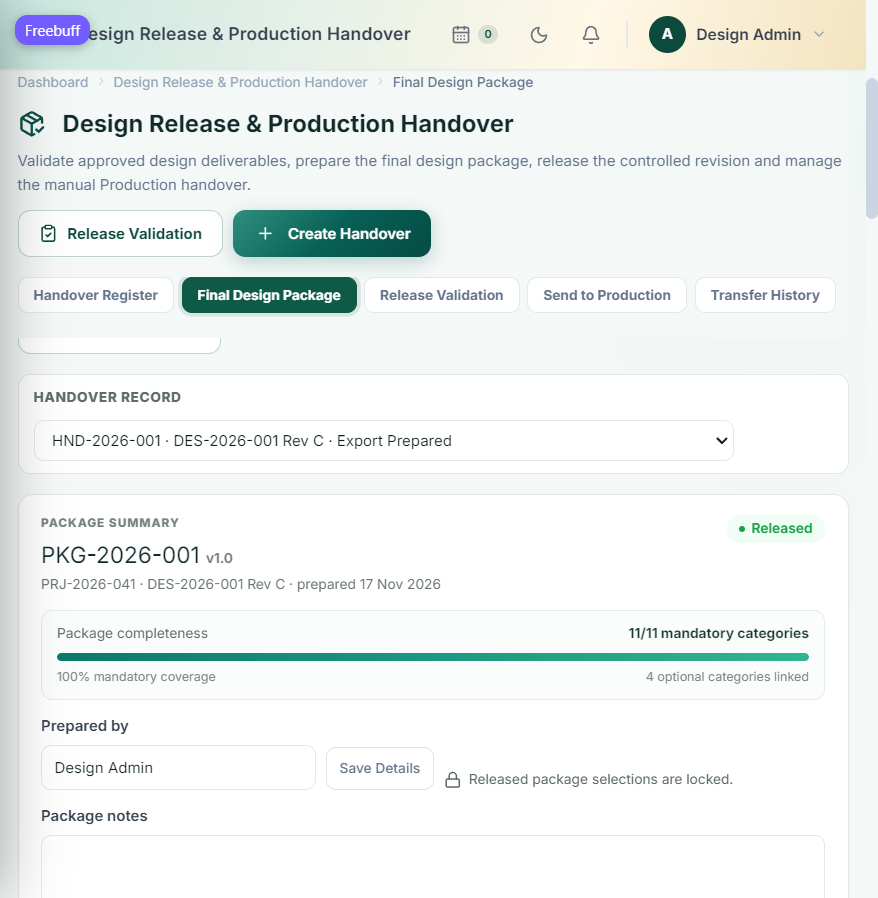 Freebuff
esign Release & Production Handover
0
A
Design Admin
Dashboard
Design Release & Production Handover
Final Design Package
Design Release & Production Handover
Validate approved design deliverables, prepare the final design package, release the controlled revision and manage
the manual Production handover.
Release Validation
+ Create Handover
Handover Register
Final Design Package
Release Validation
Send to Production
Transfer History
HANDOVER RECORD
HND-2026-001 · DES-2026-001 Rev C · Export Prepared
PACKAGE SUMMARY
Released
PKG-2026-001 v1.0
PRJ-2026-041 · DES-2026-001 Rev C · prepared 17 Nov 2026
Package completeness
11/11 mandatory categories
100% mandatory coverage
4 optional categories linked
Prepared by
Design Admin
Save Details
Released package selections are locked.
Package notes